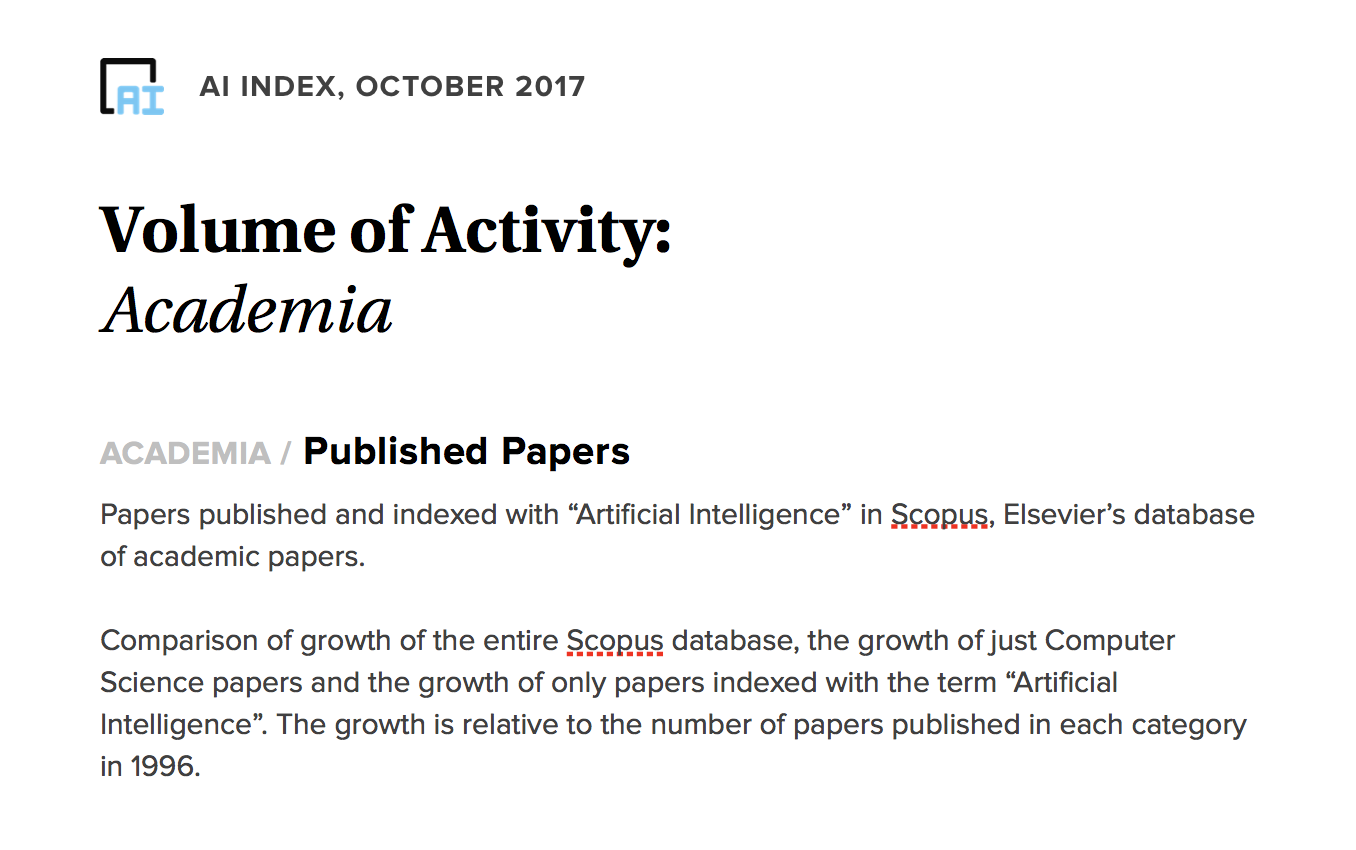 AI
AI INDEX, OCTOBER 2017
Volume of Activity:
Academia
ACADEMIA / Published Papers
Papers published and indexed with “Artificial Intelligence” in Scopus, Elsevier’s database
of academic papers.
Comparison of growth of the entire Scopus database, the growth of just Computer
Science papers and the growth of only papers indexed with the term “Artificial
Intelligence”. The growth is relative to the number of papers published in each category
in 1996.